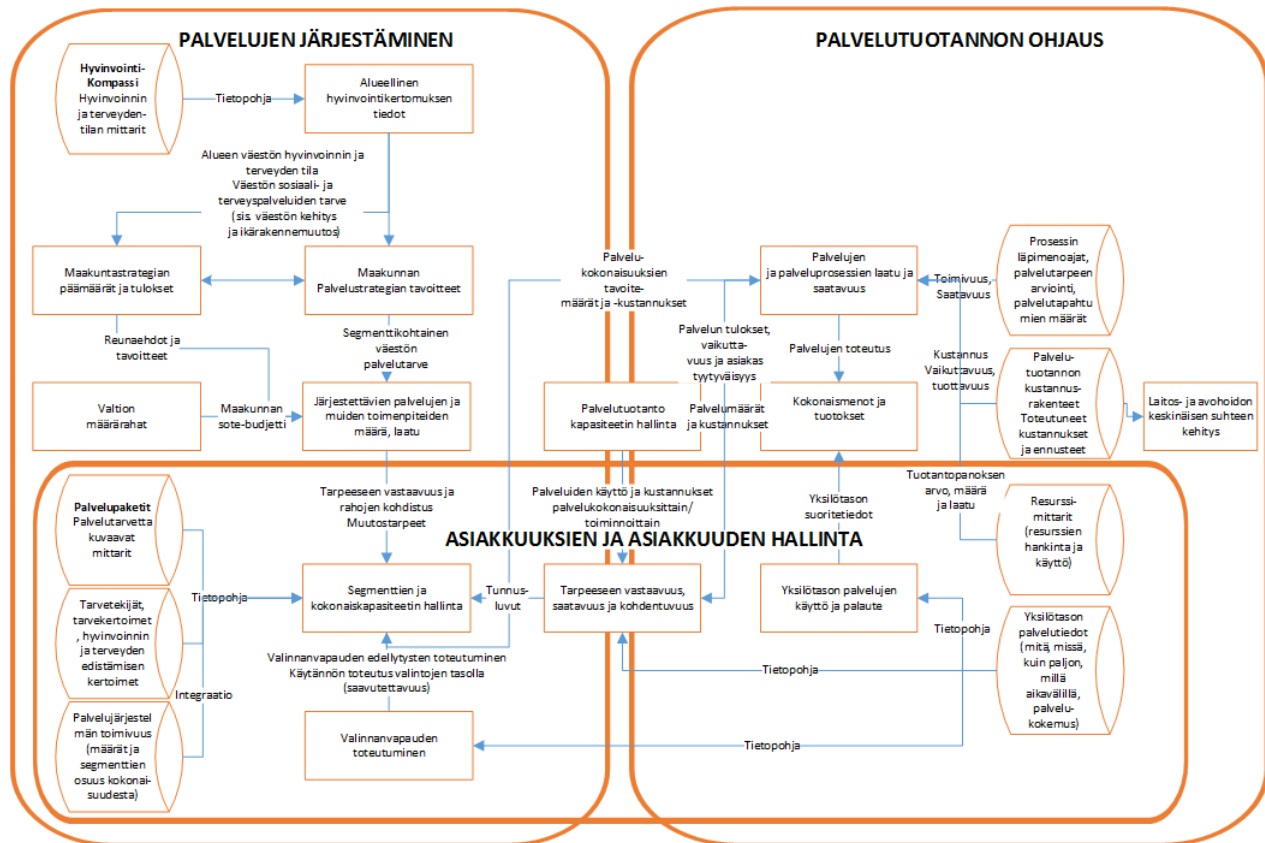 PALVELUJEN JÄRJESTÄMINEN
PALVELUTUOTANNON OHJAUS
Hyvinvointi-
Kompassi
Hyvinvoinnin
ja terveyden-
tilan mittarit
Tietopohja
Alueellinen
hyvinvointikertomuksen
tiedot
Alueen väestön hyvinvoinnin ja
terveyden tila
Väestön sosiaali- ja
terveyspalveluiden tarve
(sis. väestön kehitys
ja ikärakennemuutos)
Maakuntastrategian
päämäärät ja tulokset
Maakunnan
Palvelustrategian tavoitteet
Palvelu-
kokonaisuuksien
tavoite-
määrät ja -kustannukset
Palvelujen
ja palveluprosessien laatu ja
saatavuus
Toimivuus,
Saatavuus
Prosessin
läpimenoajat,
palvelutarpeen
arviointi,
palvelutapahtu
mien määrät
Reunaehdot ja
tavoitteet
Segmenttikohtainen
väestön
palvelutarve
Palvelun tulokset,
vaikutta-
vuus ja asiakas
tyytyväisyys
Palvelujen toteutus
Kustannus
Vaikuttavuus,
tuottavuus
Palvelu-
tuotannon
kustannus-
rakenteet
Toteutuneet
kustannukset
ja ennusteet
Laitos- ja avohoidon
keskinäisen suhteen
kehitys
Valtion
määrärahat
Maakunnan
sote-budjetti
Järjestettävien palvelujen ja
muiden toimenpiteiden
määrä, laatu
Palvelutuotanto
kapasiteetin hallinta
Palvelumäärät
ja kustannukset
Kokonaismenot ja
tuotokset
Palvelupaketit
Palvelutarvetta
kuvaavat
mittarit
Tarpeeseen vastaavuus ja
rahojen kohdistus
Muutostarpeet
Palveluiden käyttö ja kustannukset
palvelukokonaisuuksittain/
toiminnoittain
Yksilötason
suoritetiedot
Tuotantopanoksen
arvo, määrä
ja laatu
Resurssi-
mittarit
(resurssien
hankinta ja
käyttö)
ASIAKKUUKSIEN JA ASIAKKUUDEN HALLINTA
Tarvetekijät,
tarvekertoimet
, hyvinvoinnin
ja terveyden
edistämisen
kertoimet
Tietopohja
Segmenttien ja
kokonaiskapasiteetin hallinta
Tunnus-
luvut
Tarpeeseen vastaavuus,
saatavuus ja kohdentuvuus
Yksilötason palvelujen
käyttö ja palaute
Tietopohja
Yksilötason
palvelutiedot
(mitä, missä,
kuin paljon,
millä
aikavälillä,
palvelu-
kokemus)
Valinnanvapauden edellytysten toteutuminen
Käytännön toteutus valintojen tasolla
(saavutettavuus)
Tietopohja
Integraatio
Palvelujärjestel
män toimivuus
(määrät ja
segmenttien
osuus kokonai-
suudesta)
Valinnanvapauden
toteutuminen
Tietopohja